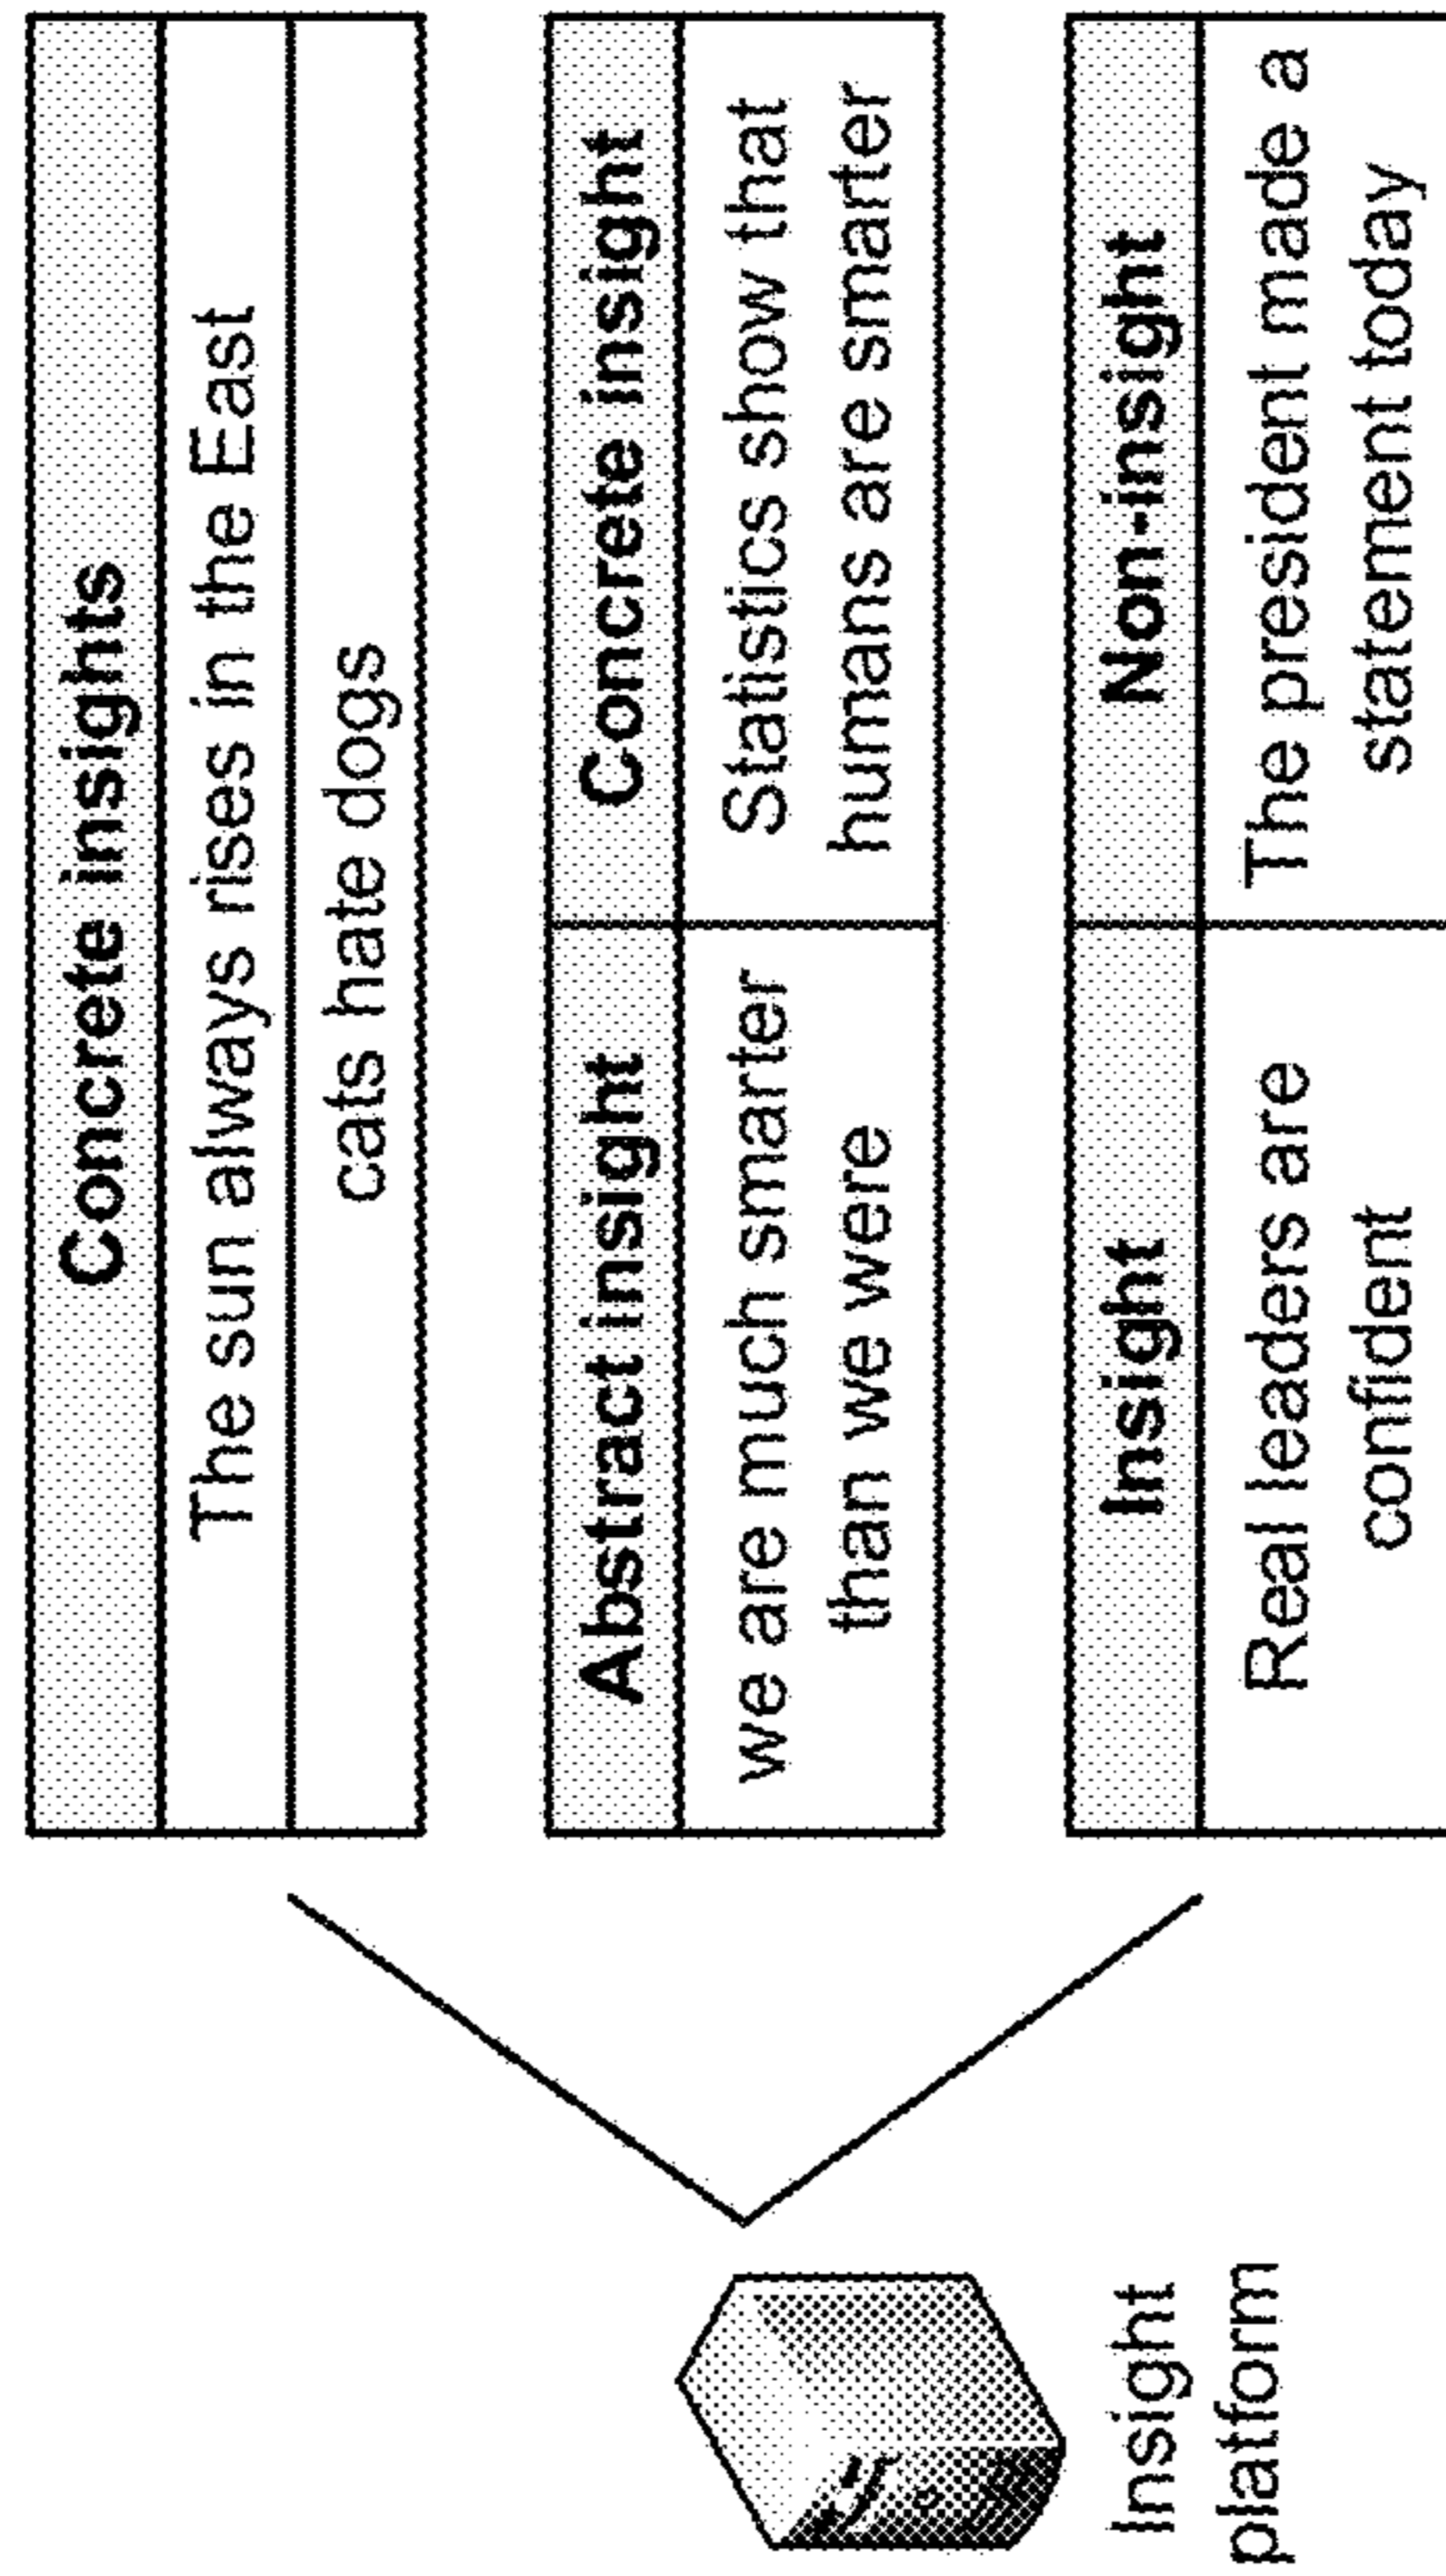 Concrete insights
The sun always rises in the East
cats hate dogs
Abstract insight
Concrete insight
we are much smarter
than we were
Statistics show that
humans are smarter
Insight
Non-insight
Real leaders are
confident
The president made a
statement today
Insight
platform